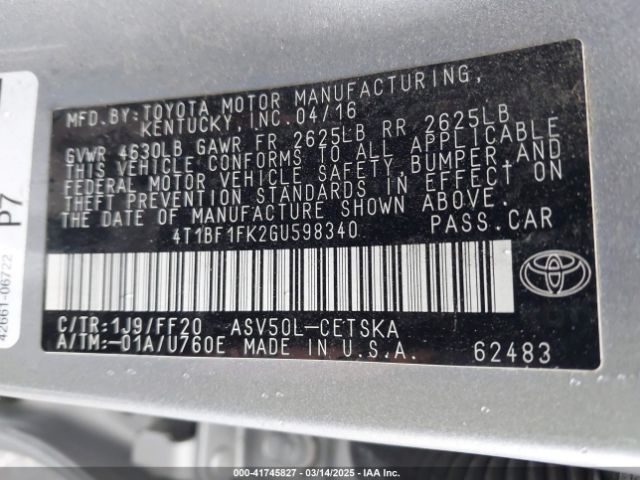 MFD.BY: TOYOTA MOTOR MANUFACTURING,
KENTUCKY, INC. 04/16
GVWR 4630LB GAWR FR 2625LB RR 2625LB
THIS VEHICLE CONFORMS TO ALL APPLICABLE
FEDERAL MOTOR VEHICLE SAFETY, BUMPER, AND
THEFT PREVENTION STANDARDS IN EFFECT ON
THE DATE OF MANUFACTURE SHOWN ABOVE.
4T1BF1FK2GU598340 PASS.CAR
C/TR: 1J9/FF20 ASV50L-CETSKA
A/TM: -01A/U760E MADE IN U.S.A. 62483
TOYOTA
P7
42661-06722
000-41745827 | 03/14/2025 | IAA, Inc.